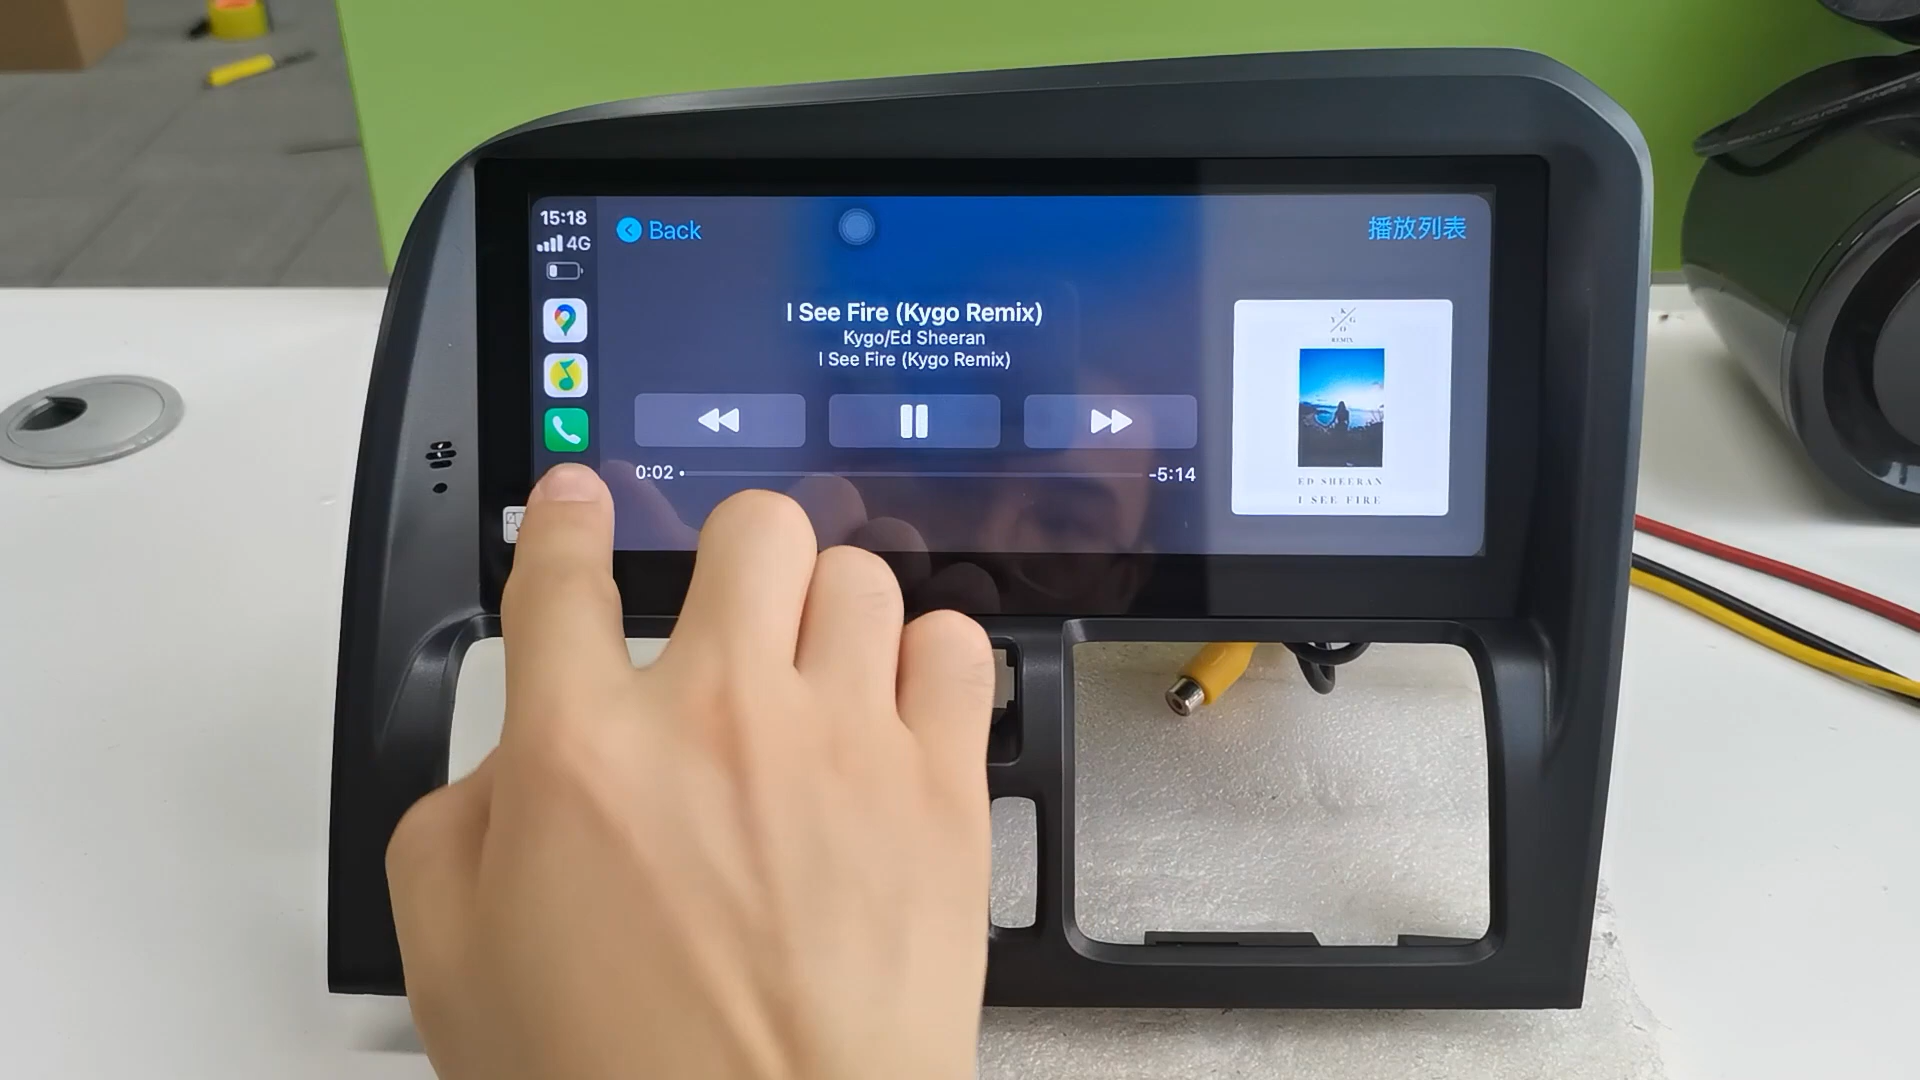 15:18
4G
Back
播放列表
I See Fire (Kygo Remix)
Kygo/Ed Sheeran
I See Fire (Kygo Remix)
0:02
-5:14
K
Y G
O
REMIX
ED SHEERAN
I SEE FIRE